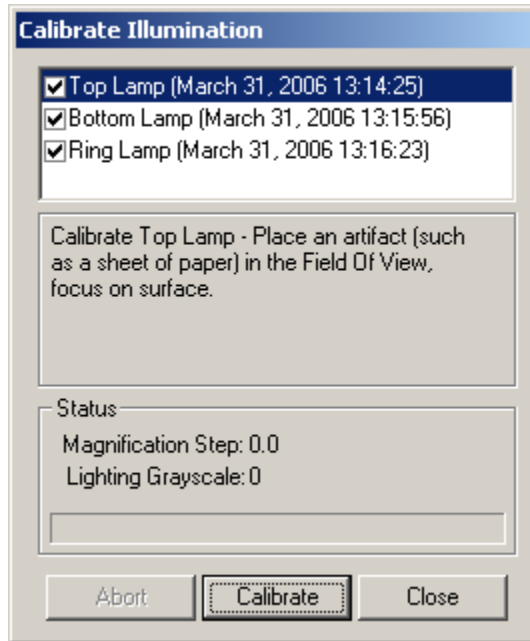 Calibrate Illumination
Top Lamp (March 31, 2006 13:14:25)
Bottom Lamp (March 31, 2006 13:15:56)
Ring Lamp (March 31, 2006 13:16:23)
Calibrate Top Lamp - Place an artifact (such
as a sheet of paper) in the Field Of View,
focus on surface.
Status
Magnification Step: 0.0
Lighting Grayscale: 0
Abort Calibrate Close